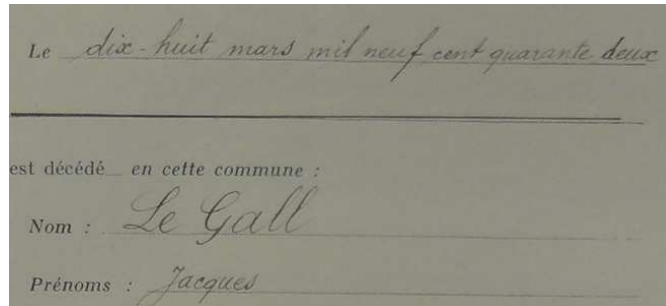 Le dix-huit mars mil neuf cent quarante deux
est décédé en cette commune :
Nom : Le Gall
Prénoms : Jacques